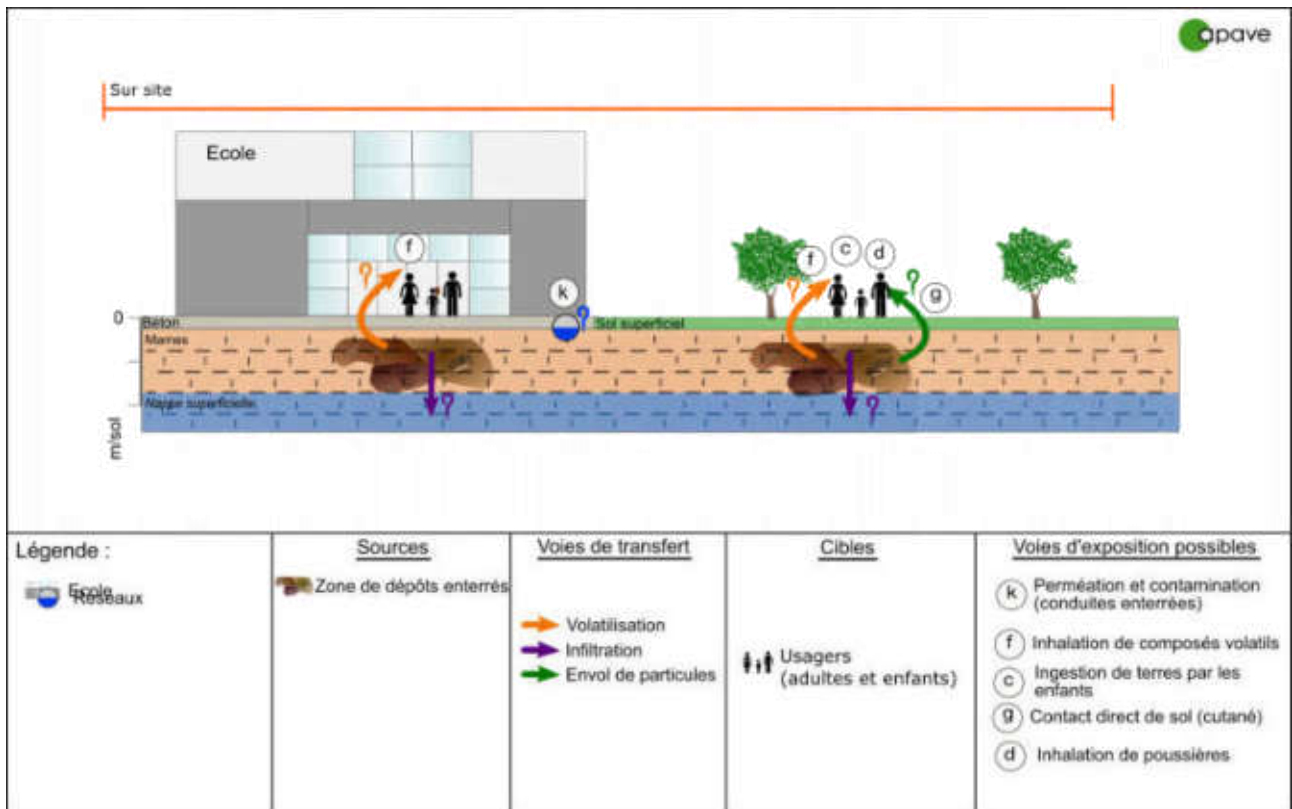 apave
Sur site
Ecole
f
f
c
d
g
k
? ? ? ? ? ? 
0
Béton
Sol superficiel
Marnes
Nappe superficielle
m/sol
Légende :
Ecole
Réseaux
Sources
Zone de dépôts enterrés
Voies de transfert
Volatilisation
Infiltration
Envol de particules
Cibles
Usagers
(adultes et enfants)
Voies d'exposition possibles
k Perméation et contamination
(conduites enterrées)
f Inhalation de composés volatils
c Ingestion de terres par les
enfants
g Contact direct de sol (cutané)
d Inhalation de poussières